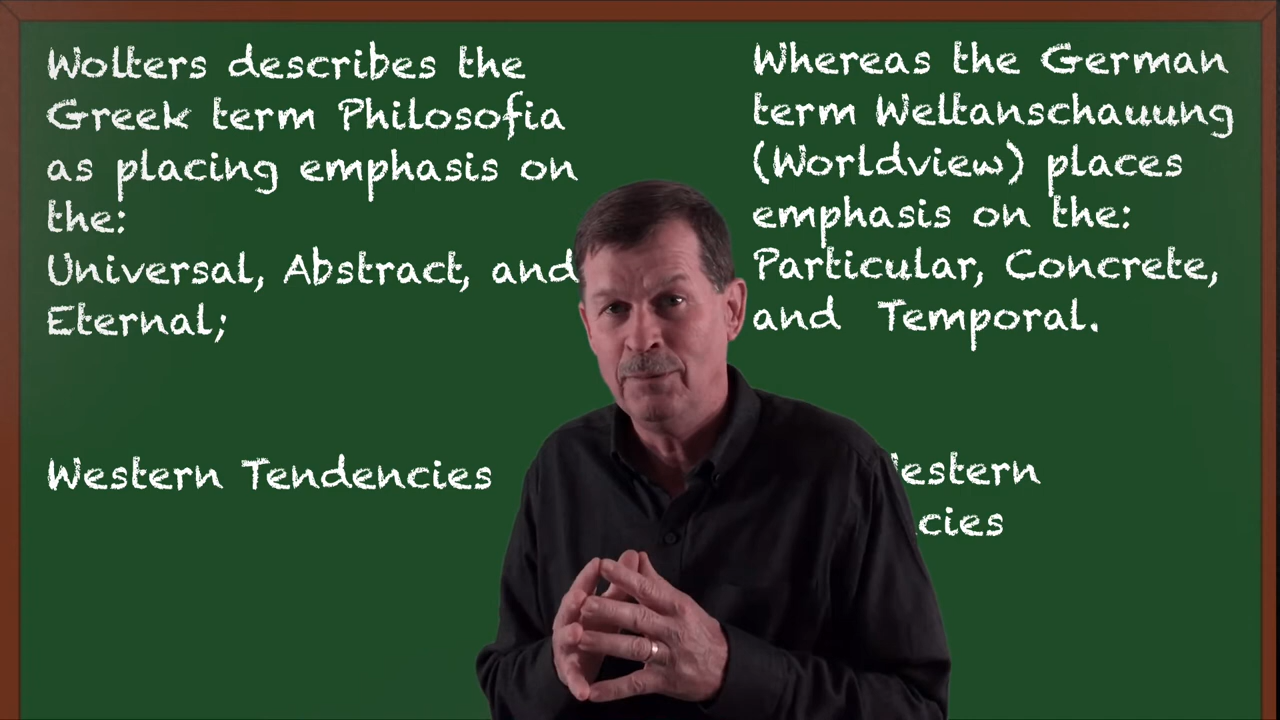 Wolters describes the
Greek term Philosofia
as placing emphasis on
the:
Universal, Abstract, and
Eternal;
Western Tendencies
Whereas the German
term Weltanschauung
(Worldview) places
emphasis on the:
Particular, Concrete,
and Temporal.